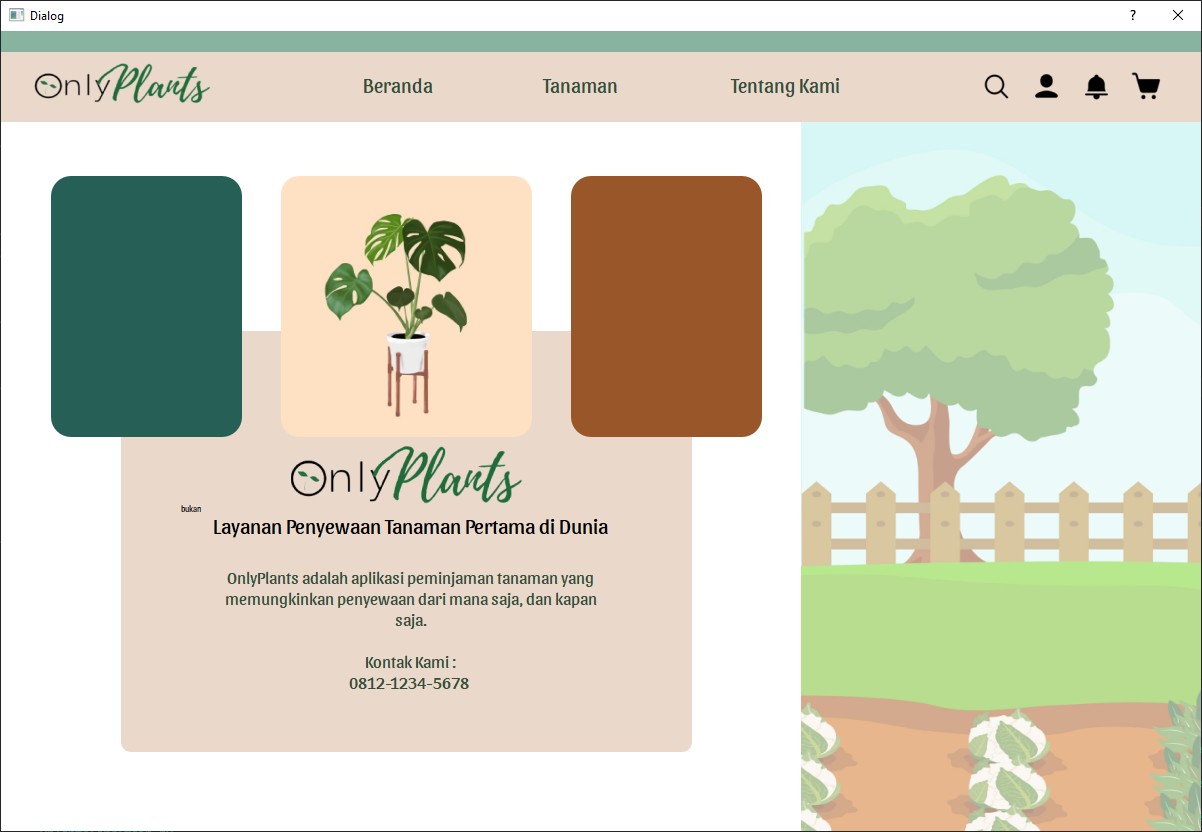 Dialog
?
OnlyPlants
Beranda
Tanaman
Tentang Kami
OnlyPlants
bukan
Layanan Penyewaan Tanaman Pertama di Dunia
OnlyPlants adalah aplikasi peminjaman tanaman yang
memungkinkan penyewaan dari mana saja, dan kapan
saja.
Kontak Kami :
0812-1234-5678